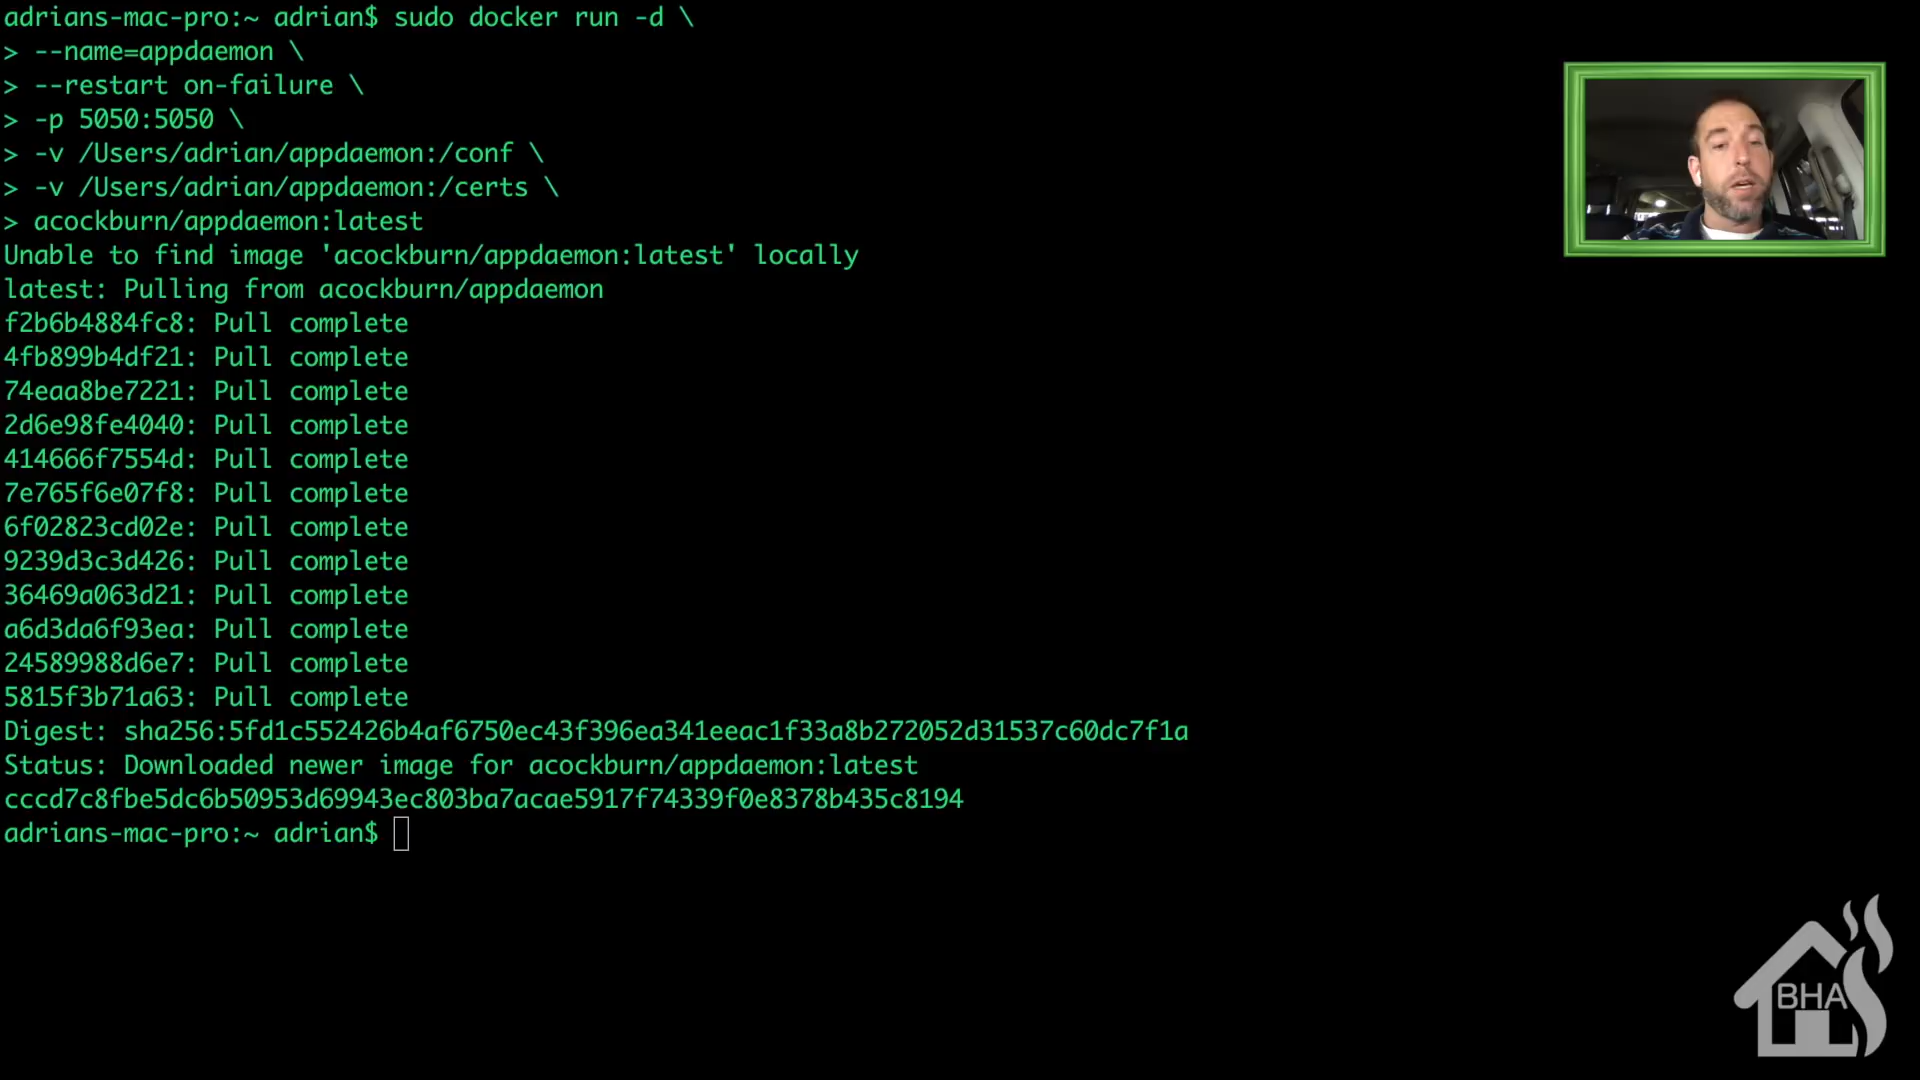 adrians-mac-pro:~ adrian$ sudo docker run -d \
> --name=appdaemon \
> --restart on-failure \
> -p 5050:5050 \
> -v /Users/adrian/appdaemon:/conf \
> -v /Users/adrian/appdaemon:/certs \
> acockburn/appdaemon:latest
Unable to find image 'acockburn/appdaemon:latest' locally
latest: Pulling from acockburn/appdaemon
f2b6b4884fc8: Pull complete
4fb899b4df21: Pull complete
74eaa8be7221: Pull complete
2d6e98fe4040: Pull complete
414666f7554d: Pull complete
7e765f6e07f8: Pull complete
6f02823cd02e: Pull complete
9239d3c3d426: Pull complete
36469a063d21: Pull complete
a6d3da6f93ea: Pull complete
24589988d6e7: Pull complete
5815f3b71a63: Pull complete
Digest: sha256:5fd1c552426b4af6750ec43f396ea341eeac1f33a8b272052d31537c60dc7f1a
Status: Downloaded newer image for acockburn/appdaemon:latest
cccd7c8fbe5dc6b50953d69943ec803ba7acae5917f74339f0e8378b435c8194
adrians-mac-pro:~ adrian$
BHA